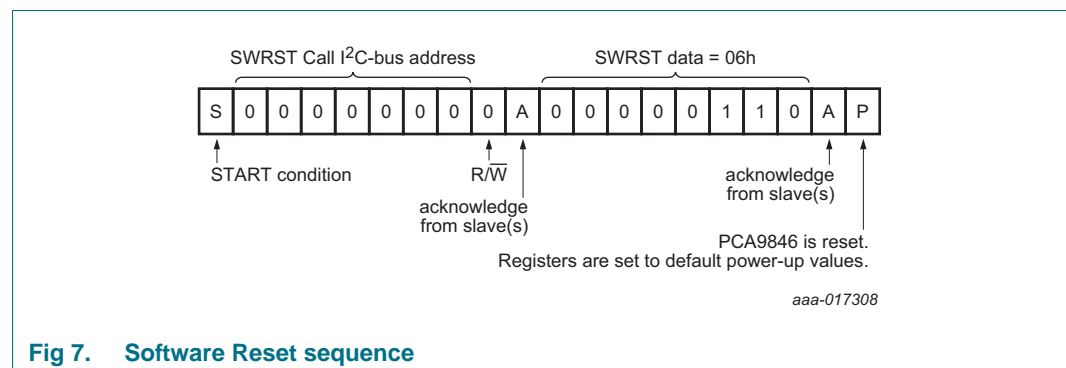 SWRST Call I2C-bus address
SWRST data = 06h
S 0 0 0 0 0 0 0 0 A 0 0 0 0 0 1 1 0 A P
START condition
R/W̅
acknowledge
from slave(s)
acknowledge
from slave(s)
PCA9846 is reset.
Registers are set to default power-up values.
aaa-017308
Fig 7. Software Reset sequence